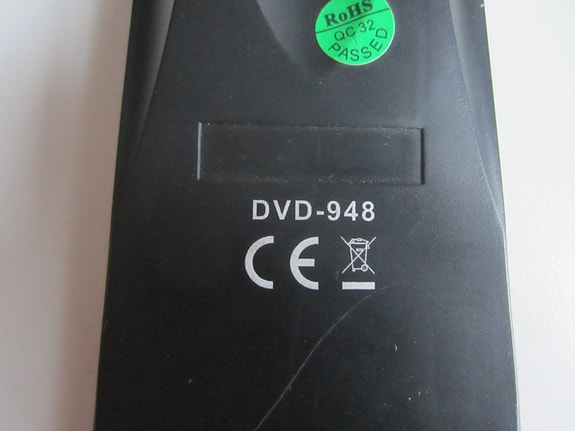 RoHS
QC 32
PASSED
DVD-948
CE